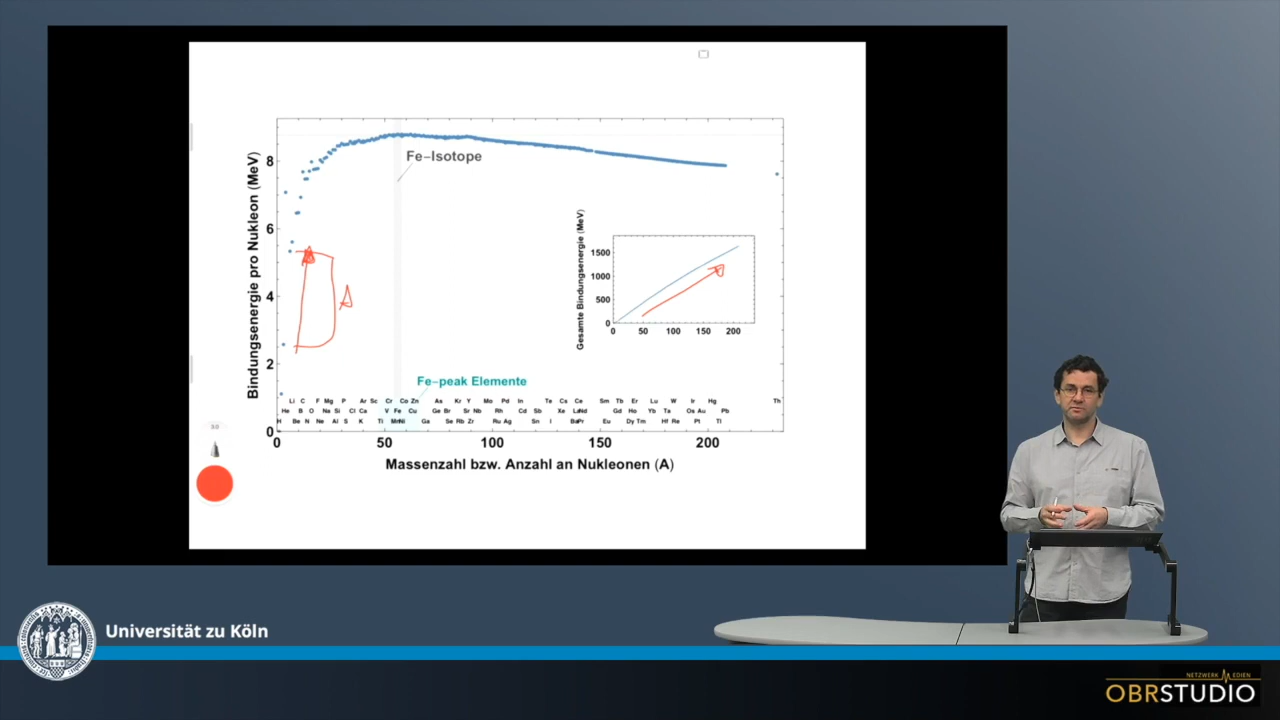 Bindungsenergie pro Nukleon (MeV)
8
6
4
2
0
Fe–Isotope
A
Gesamte Bindungsenergie (MeV)
1500
1000
500
0
0 50 100 150 200
Fe–peak Elemente
Li C F Mg P Ar Sc Cr Co Zn As Kr Y Mo Pd In Te Cs Ce Sm Tb Er Lu W Ir Hg Th
He B O Na Si Cl Ca V Fe Cu Ge Br Sr Nb Rh Cd Sb Xe La Nd Gd Ho Yb Ta Os Au Pb
H Be N Ne Al S K Ti Mn Ni Ga Se Rb Zr Ru Ag Sn I Ba Pr Eu Dy Tm Hf Re Pt Tl
0 50 100 150 200
Massenzahl bzw. Anzahl an Nukleonen (A)
Universität zu Köln
NETZWERK MEDIEN
OBRSTUDIO